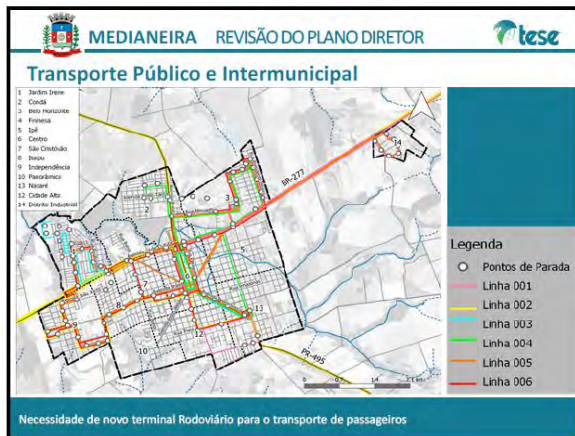 MEDIANEIRA REVISÃO DO PLANO DIRETOR
tese
Transporte Público e Intermunicipal
1 Jardim Irene
2 Condá
3 Belo Horizonte
4 Frimesa
5 Ipê
6 Centro
7 São Cristóvão
8 Itaipu
9 Independência
10 Panorâmico
13 Nazaré
12 Cidade Alta
14 Distrito Industrial
BR-277
14
2
3
5
7
8
9
10
12
13
PR-495
Legenda
Pontos de Parada
Linha 001
Linha 002
Linha 003
Linha 004
Linha 005
Linha 006
Necessidade de novo terminal Rodoviário para o transporte de passageiros